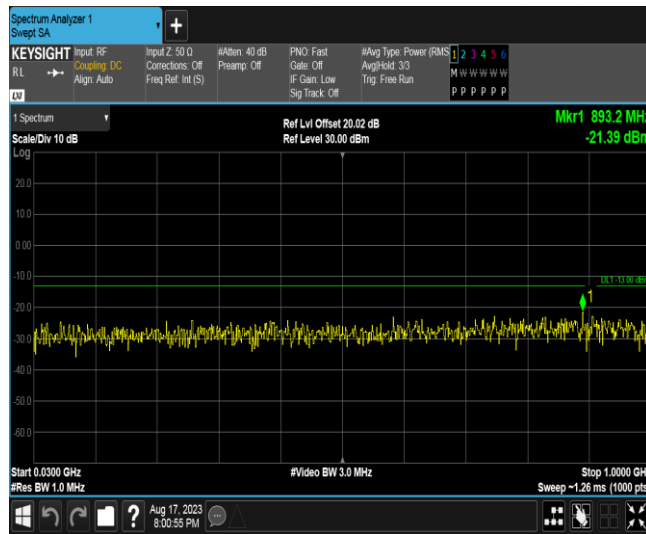 Spectrum Analyzer 1
Swept SA
+
KEYSIGHT
Input: RF
Input Z: 50 Ω
#Atten: 40 dB
PNO: Fast
#Avg Type: Power (RMS
1 2 3 4 5 6
RL
Coupling: DC
Corrections: Off
Preamp: Off
Gate: Off
Avg|Hold: 3/3
M W W W W W
Align: Auto
Freq Ref: Int (S)
IF Gain: Low
Trig: Free Run
LXI
Sig Track: Off
P P P P P P
1 Spectrum
Ref Lvl Offset 20.02 dB
Mkr1 893.2 MHz
Scale/Div 10 dB
Ref Level 30.00 dBm
-21.39 dBm
Log
20.0
10.0
0.00
-10.0
DL1 -13.00 dBm
1
-20.0
-30.0
-40.0
-50.0
-60.0
Start 0.0300 GHz
#Video BW 3.0 MHz
Stop 1.0000 GH
#Res BW 1.0 MHz
Sweep ~1.26 ms (1000 pts
?
Aug 17, 2023
8:00:55 PM